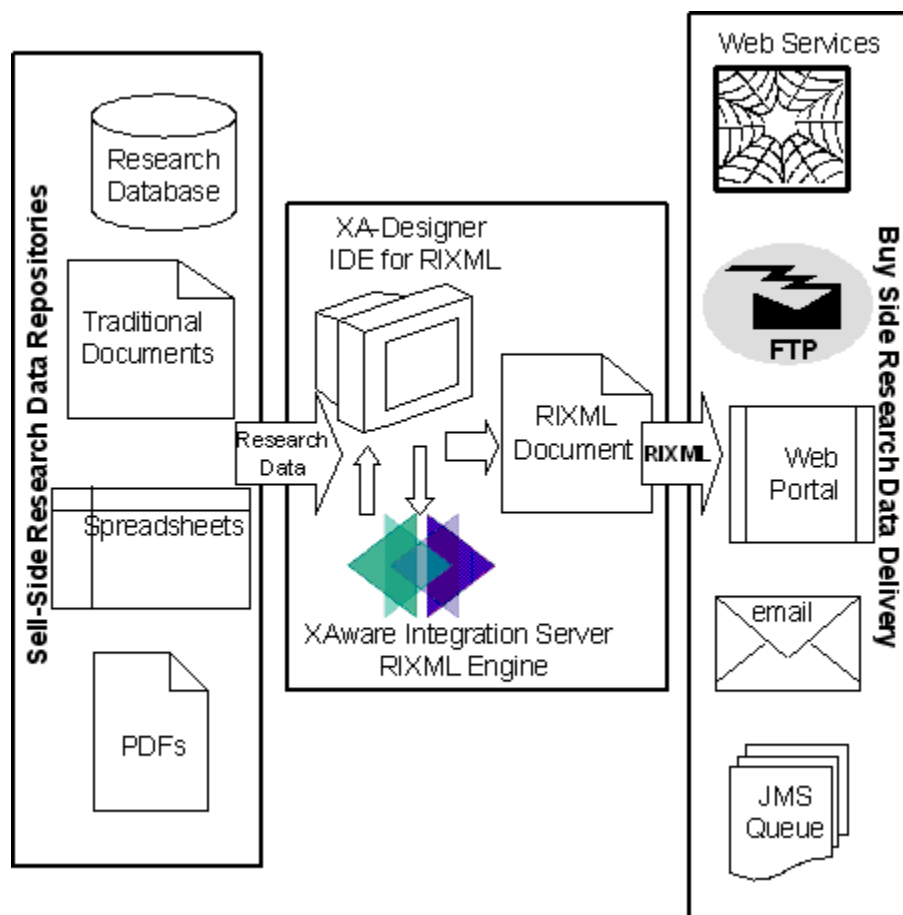 Sell-Side Research Data Repositories
Research
Database
Traditional
Documents
Spreadsheets
PDFs
Research
Data
XA-Designer
IDE for RIXML
RIXML
Document
XAware Integration Server
RIXML Engine
RIXML
Web Services
FTP
Web
Portal
email
JMS
Queue
Buy Side Research Data Delivery